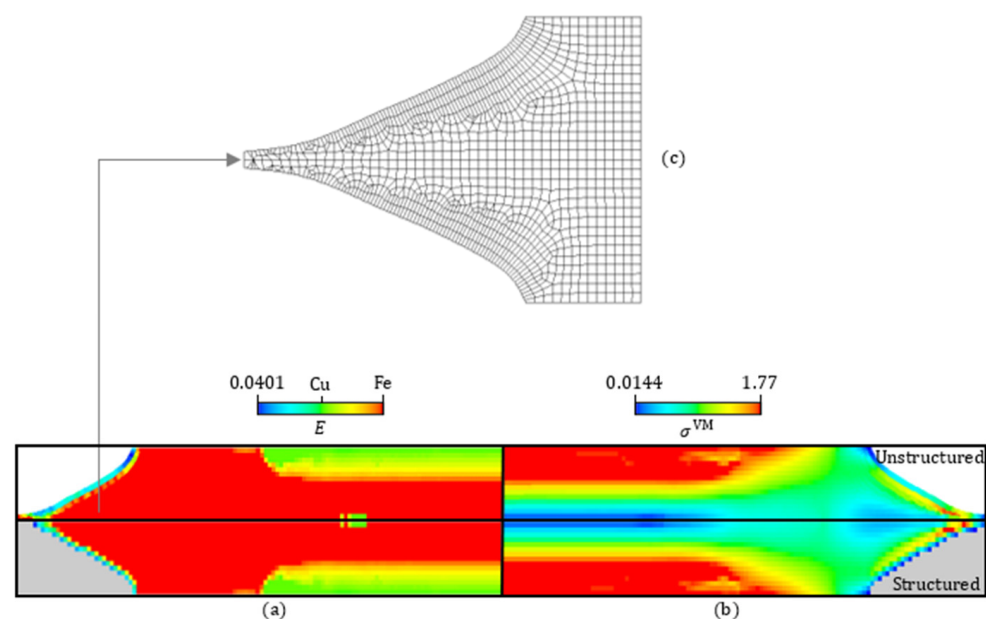 (c)
0.0401 Cu Fe
E
0.0144 1.77
σ^VM
Unstructured
Structured
(a)
(b)